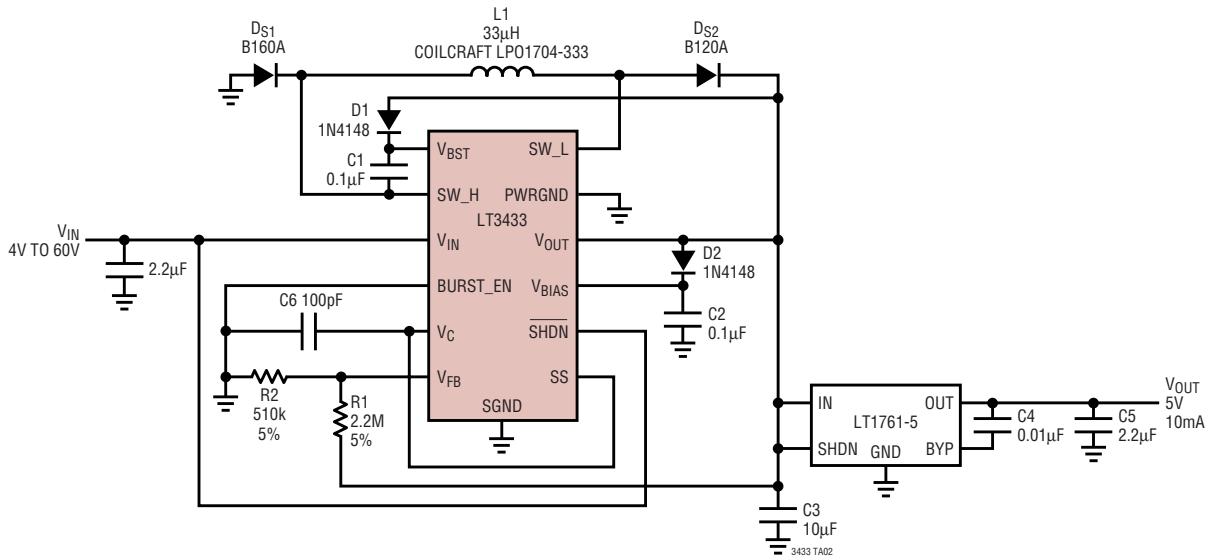 L1
33µH
COILCRAFT LPO1704-333
DS1
B160A
DS2
B120A
D1
1N4148
C1
0.1µF
VBST
SW_L
SW_H
PWRGND
LT3433
VIN
4V TO 60V
2.2µF
VIN
VOUT
D2
1N4148
BURST_EN
VBIAS
C6 100pF
C2
0.1µF
VC
SHDN
VFB
SS
R2
510k
5%
R1
2.2M
5%
SGND
IN
OUT
LT1761-5
SHDN
GND
BYP
C4
0.01µF
C5
2.2µF
VOUT
5V
10mA
C3
10µF
3433 TA02